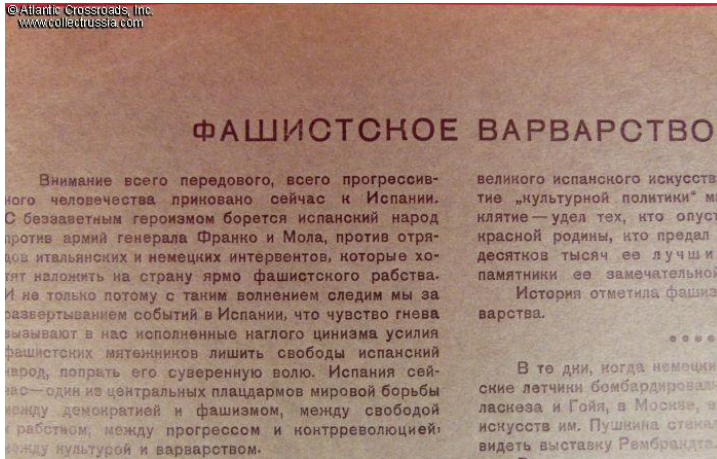 © Atlantic Crossroads, Inc.
www.collectrussia.com
ФАШИСТСКОЕ ВАРВАРСТВО
Внимание всего передового, всего прогрессив-
ного человечества приковано сейчас к Испании.
С беззаветным героизмом борется испанский народ
против армий генерала Франко и Мола, против отря-
дов итальянских и немецких интервентов, которые хо-
тят наложить на страну ярмо фашистского рабства.
И не только потому с таким волнением следим мы за
развертыванием событий в Испании, что чувство гнева
вызывают в нас исполненные наглого цинизма усилия
фашистских мятежников лишить свободы испанский
народ, попрать его суверенную волю. Испания сей-
час—один из центральных плацдармов мировой борьбы
между демократией и фашизмом, между свободой
и рабством, между прогрессом и контрреволюцией,
между культурой и варварством.
великого испанского искусств
тие „культурной политики"
клятие—удел тех, кто опуст
красной родины, кто предал
десятков тысяч ее лучши
памятники ее замечательной
История отметила фашиз
варства.
В те дни, когда немецки
ские летчики бомбардировал
ласкеза и Гойя, в Москве,
искусств им. Пушкина стекал
видеть выставку Рембрандта.